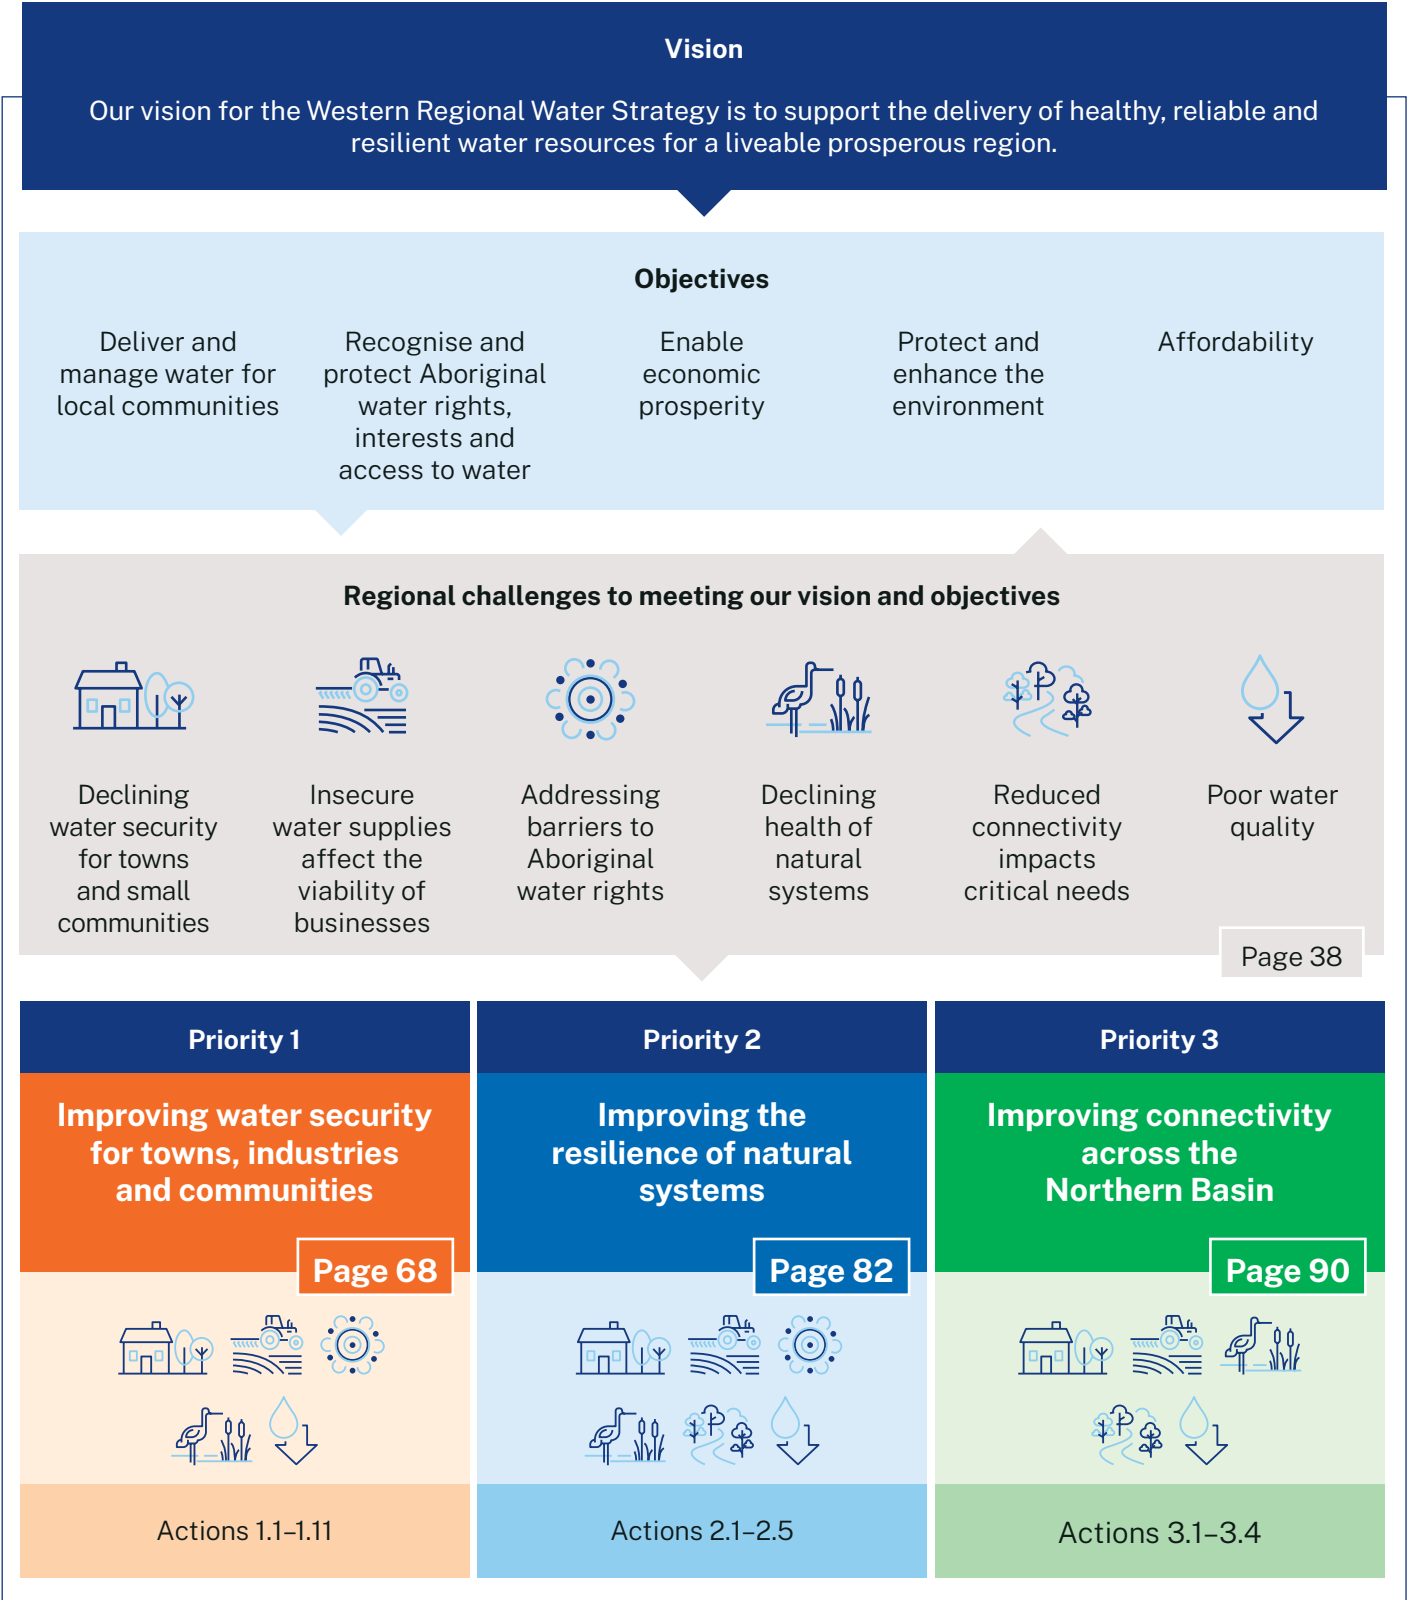 Vision
Our vision for the Western Regional Water Strategy is to support the delivery of healthy, reliable and
resilient water resources for a liveable prosperous region.
Objectives
Deliver and
manage water for
local communities
Recognise and
protect Aboriginal
water rights,
interests and
access to water
Enable
economic
prosperity
Protect and
enhance the
environment
Affordability
Regional challenges to meeting our vision and objectives
Declining
water security
for towns
and small
communities
Insecure
water supplies
affect the
viability of
businesses
Addressing
barriers to
Aboriginal
water rights
Declining
health of
natural
systems
Reduced
connectivity
impacts
critical needs
Poor water
quality
Page 38
Priority 1
Improving water security
for towns, industries
and communities
Page 68
Actions 1.1–1.11
Priority 2
Improving the
resilience of natural
systems
Page 82
Actions 2.1–2.5
Priority 3
Improving connectivity
across the
Northern Basin
Page 90
Actions 3.1–3.4